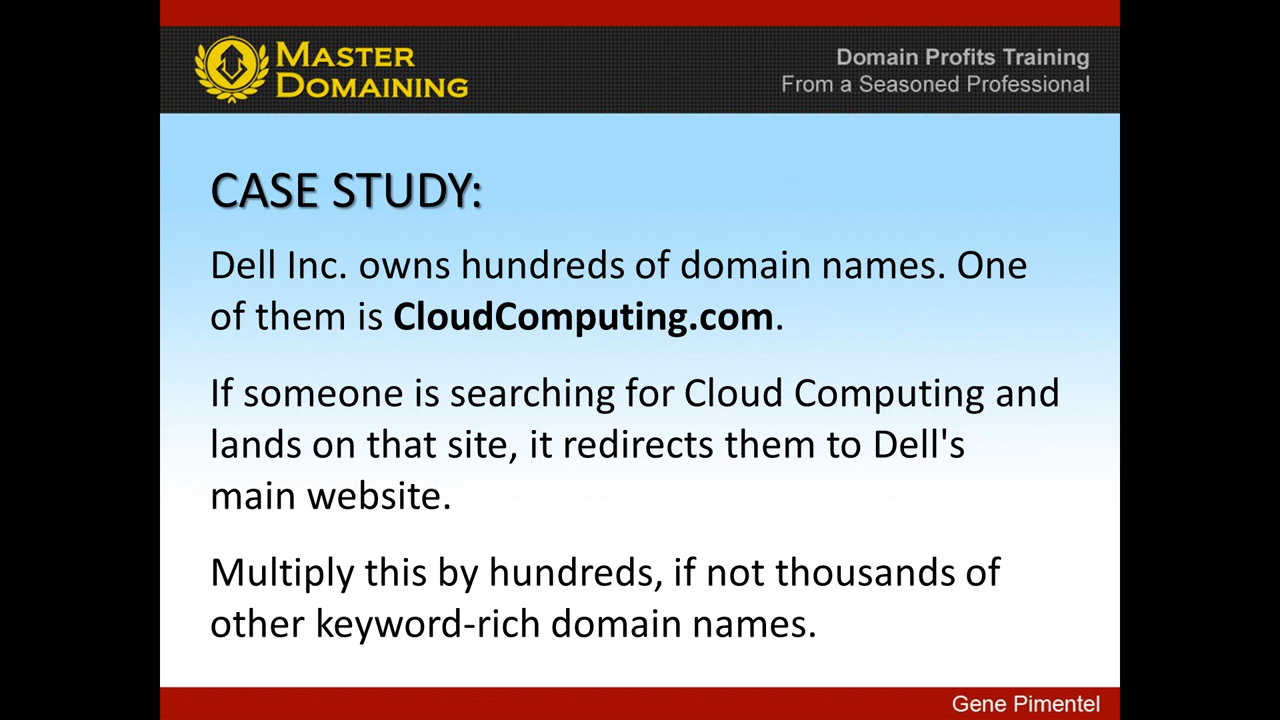 MASTER
DOMAINING
Domain Profits Training
From a Seasoned Professional
CASE STUDY:
Dell Inc. owns hundreds of domain names. One
of them is CloudComputing.com.
If someone is searching for Cloud Computing and
lands on that site, it redirects them to Dell's
main website.
Multiply this by hundreds, if not thousands of
other keyword-rich domain names.
Gene Pimentel